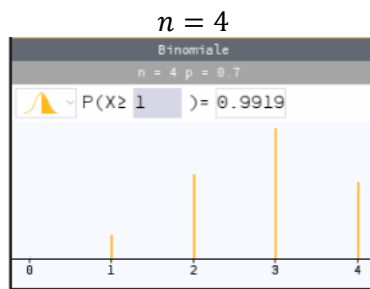 n = 4
Binomiale
n = 4 p = 0.7
P(X≥ 1 )= 0.9919
0 1 2 3 4